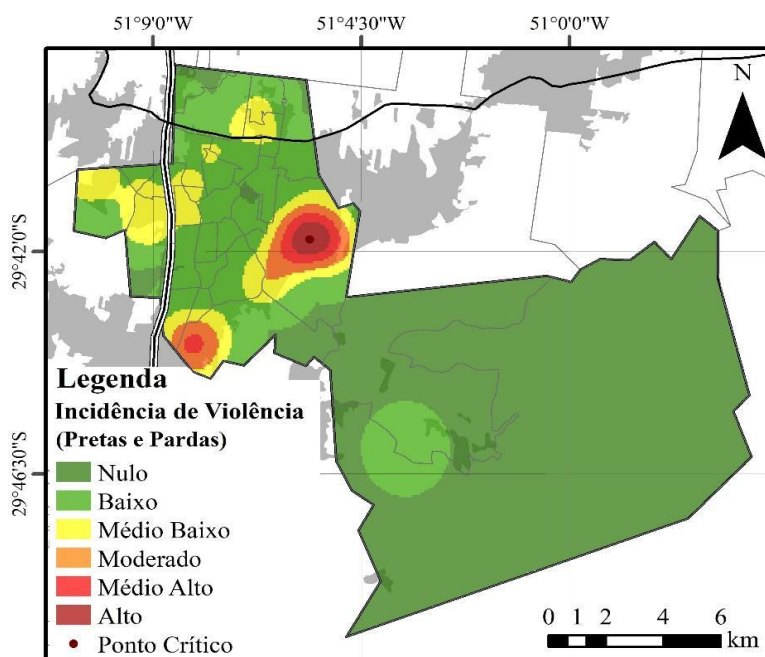 51°9'0"W 51°4'30"W 51°0'0"W
N
29°42'0"S
29°46'30"S
Legenda
Incidência de Violência
(Pretas e Pardas)
Nulo
Baixo
Médio Baixo
Moderado
Médio Alto
Alto
Ponto Crítico
0 1 2 4 6
km